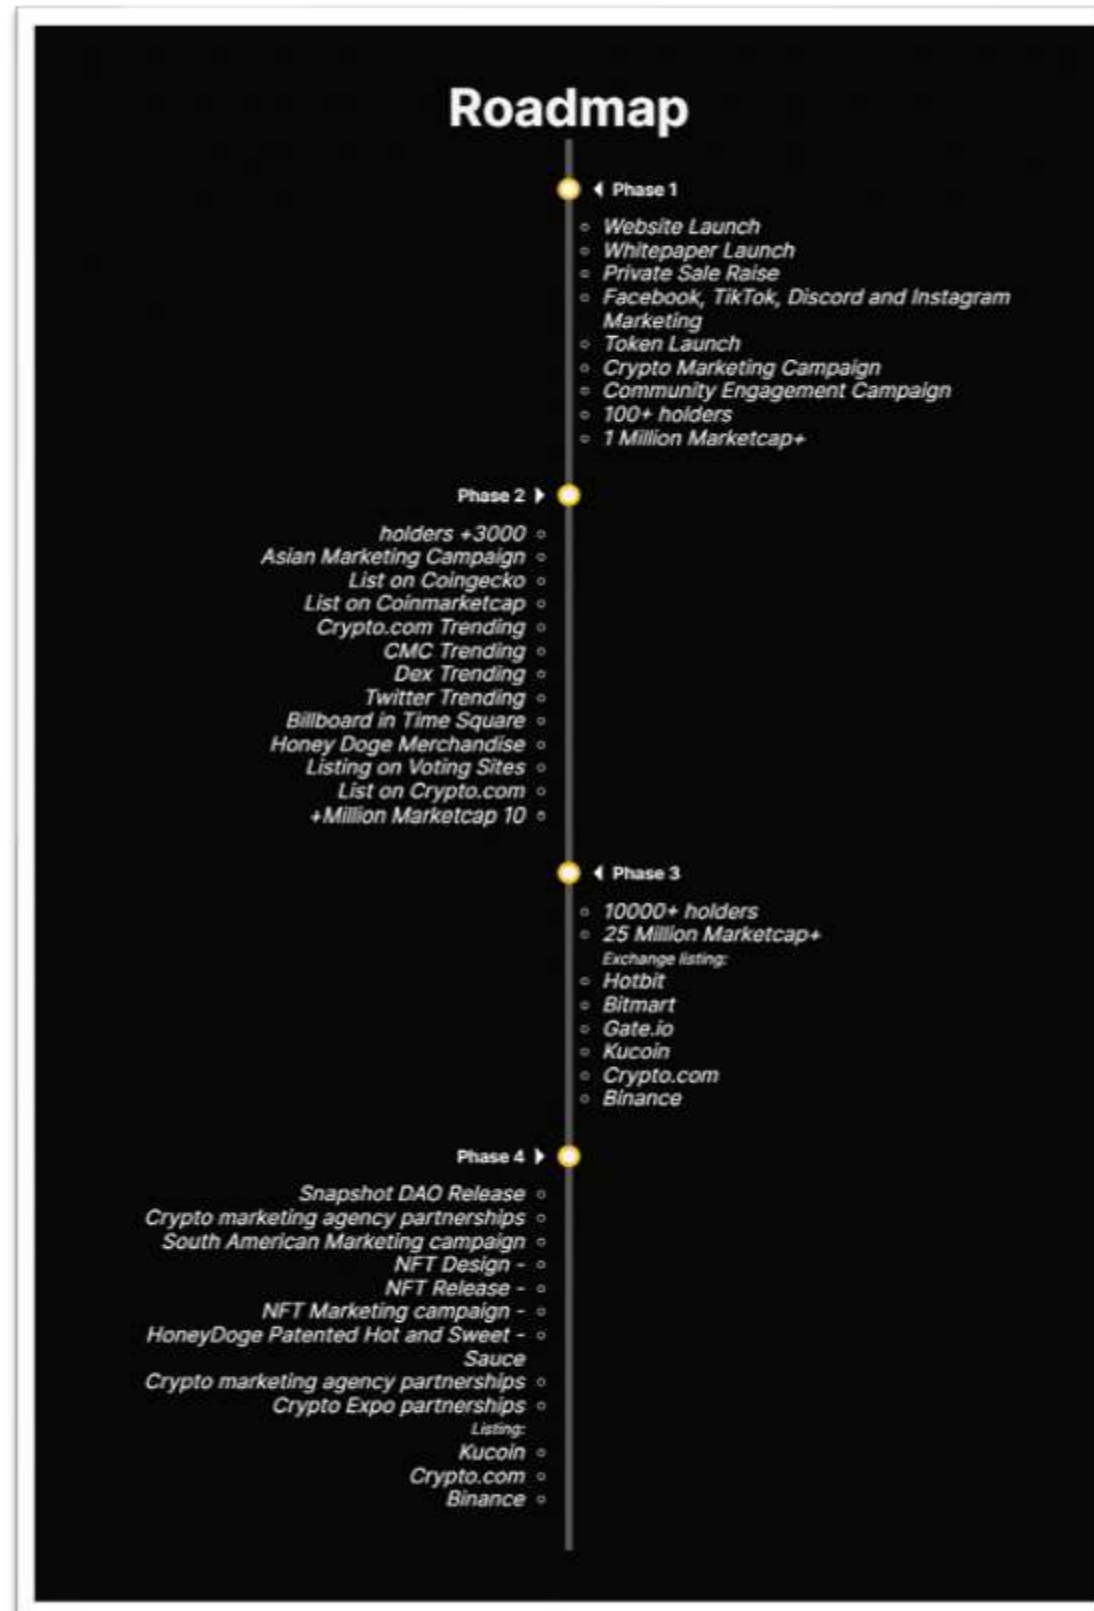 Roadmap
Phase 1
Website Launch
Whitepaper Launch
Private Sale Raise
Facebook, TikTok, Discord and Instagram
Marketing
Token Launch
Crypto Marketing Campaign
Community Engagement Campaign
100+ holders
1 Million Marketcap+
Phase 2
holders +3000
Asian Marketing Campaign
List on Coingecko
List on Coinmarketcap
Crypto.com Trending
CMC Trending
Dex Trending
Twitter Trending
Billboard in Time Square
Honey Doge Merchandise
Listing on Voting Sites
List on Crypto.com
+Million Marketcap 10
Phase 3
10000+ holders
25 Million Marketcap+
Exchange listing:
Hotbit
Bitmart
Gate.io
Kucoin
Crypto.com
Binance
Phase 4
Snapshot DAO Release
Crypto marketing agency partnerships
South American Marketing campaign
NFT Design -
NFT Release -
NFT Marketing campaign -
HoneyDoge Patented Hot and Sweet -
Sauce
Crypto marketing agency partnerships
Crypto Expo partnerships
Listing:
Kucoin
Crypto.com
Binance